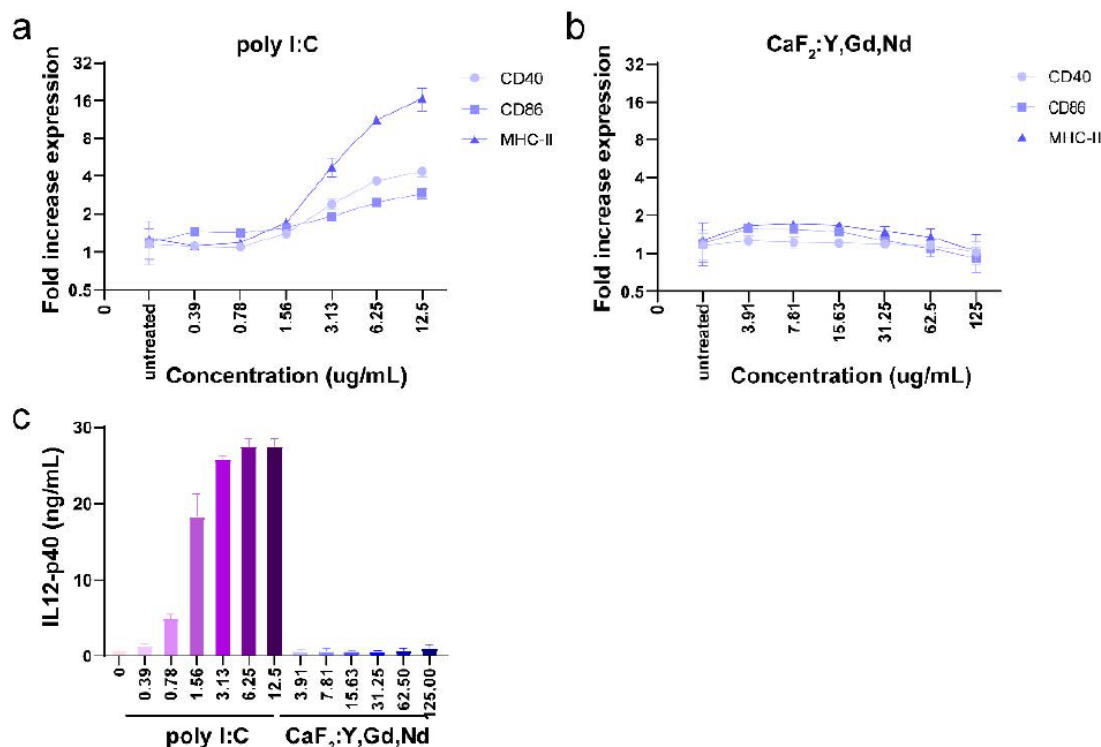 a
poly I:C
32
16
8
4
2
1
0.5
Fold increase expression
0
untreated
0.39
0.78
1.56
3.13
6.25
12.5
Concentration (ug/mL)
CD40
CD86
MHC-II
b
CaF₂:Y,Gd,Nd
32
16
8
4
2
1
0.5
Fold increase expression
0
untreated
3.91
7.81
15.63
31.25
62.5
125
Concentration (ug/mL)
CD40
CD86
MHC-II
c
30
20
10
0
IL12-p40 (ng/mL)
0
0.39
0.78
1.56
3.13
6.25
12.5
3.91
7.81
15.63
31.25
62.50
125.00
poly I:C
CaF₂:Y,Gd,Nd